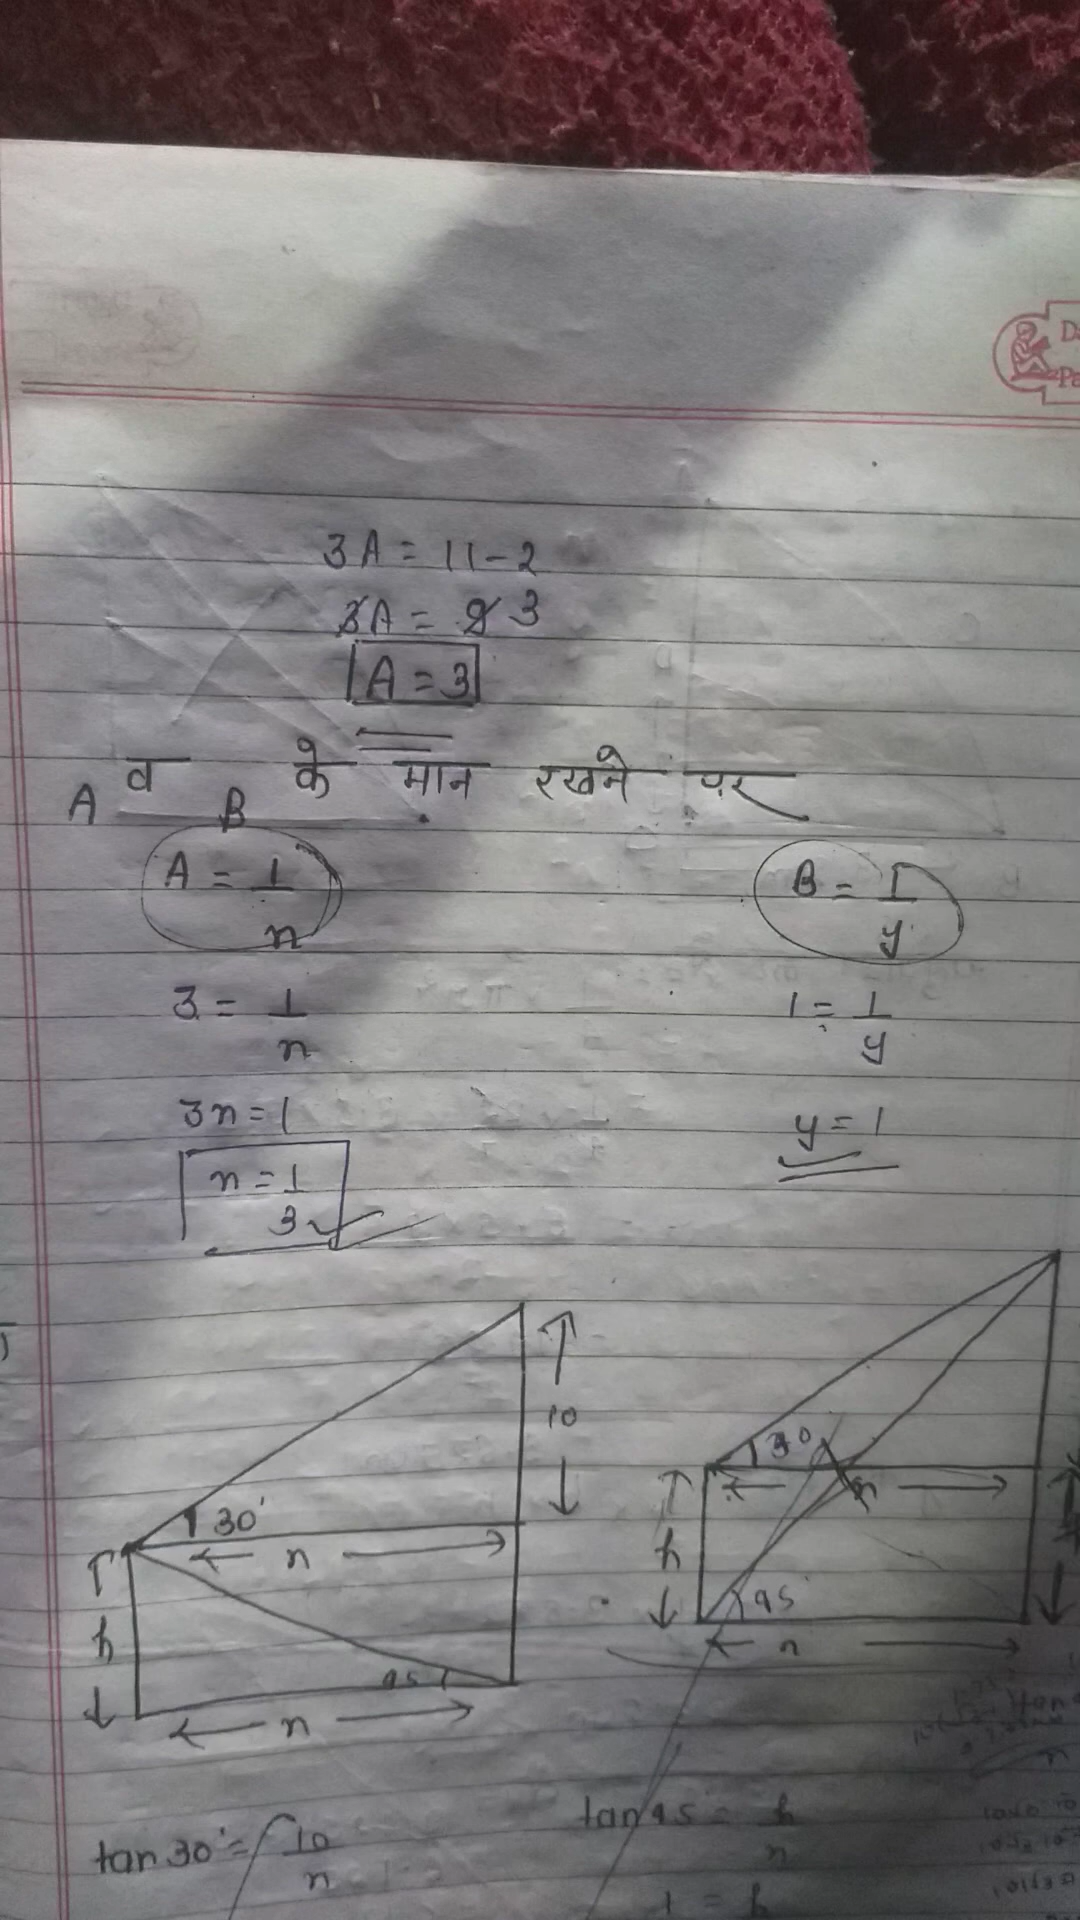 3A = 11-2
3A = 9 3
A = 3
A व B के मान रखने पर
A = 1/n B = 1/y
3 = 1/n 1 = 1/y
3n = 1 y = 1
n = 1/3
10
30° n
h
45
n
30° n
h
45
n
tan 30° = 10/n tan 45° = h/n
1 = h